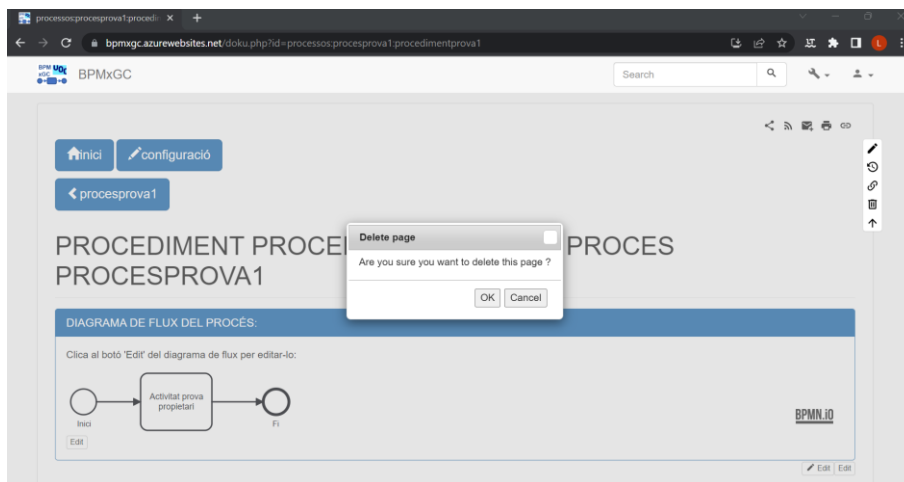 processos:procesprova1:procedi
bpmxgc.azurewebsites.net/doku.php?id=processos:procesprova1:procedimentprova1
L
BPM UOC
xGC
BPMxGC
Search
inici
configuració
procesprova1
PROCEDIMENT PROCE
PROCES
PROCESPROVA1
Delete page
Are you sure you want to delete this page ?
OK Cancel
DIAGRAMA DE FLUX DEL PROCÉS:
Clica al botó 'Edit' del diagrama de flux per editar-lo:
Activitat prova
propietari
Inici
Fi
BPMN.iO
Edit
Edit Edit